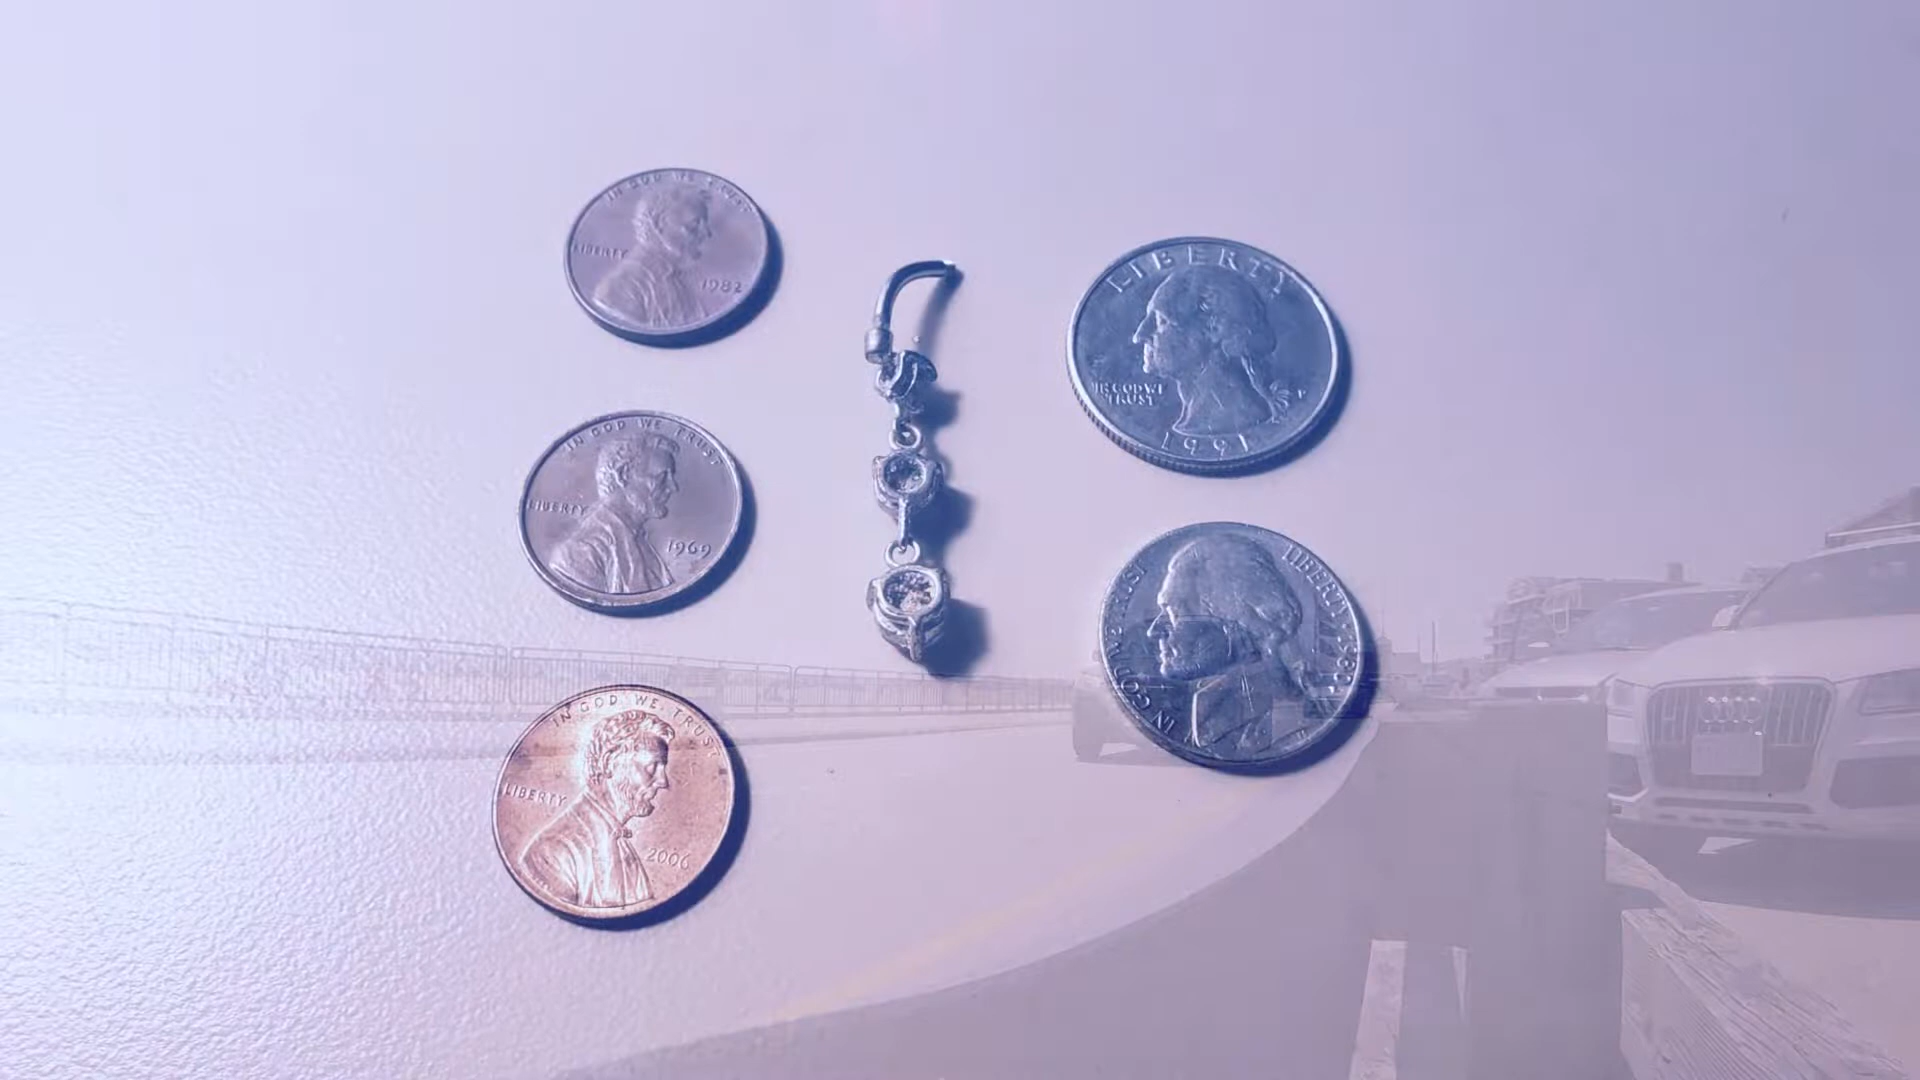 IN GOD WE TRUST
LIBERTY
1982
LIBERTY
IN GOD WE
TRUST
P
1991
IN GOD WE TRUST
LIBERTY
1969
IN GOD WE TRUST
LIBERTY
IN GOD WE TRUST
LIBERTY
2006